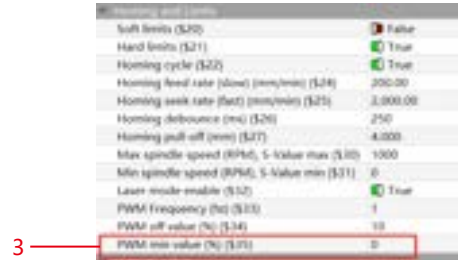 Homing and Limits
Soft limits ($20) False
Hard limits ($21) True
Homing cycle ($22) True
Homing feed rate (slow) (mm/min) ($24) 200.00
Homing seek rate (fast) (mm/min) ($25) 2,000.00
Homing debounce (ms) ($26) 250
Homing pull-off (mm) ($27) 4.000
Max spindle speed (RPM), S-Value max ($30) 1000
Min spindle speed (RPM), S-Value min ($31) 0
Laser mode enable ($32) True
PWM Frequency (hz) ($33) 1
PWM off value (%) ($34) 10
3 PWM min value (%) ($35) 0